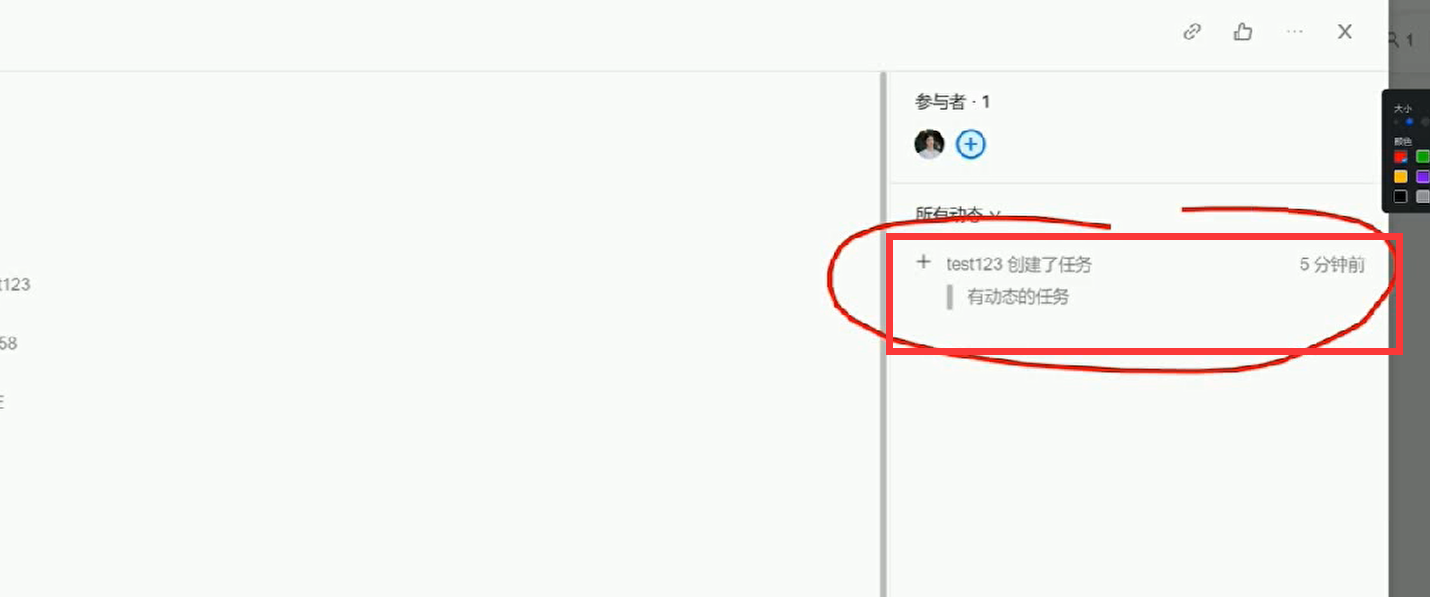 1
参与者 · 1
大小
颜色
所有动态
test123 创建了任务
5 分钟前
有动态的任务
t123
58